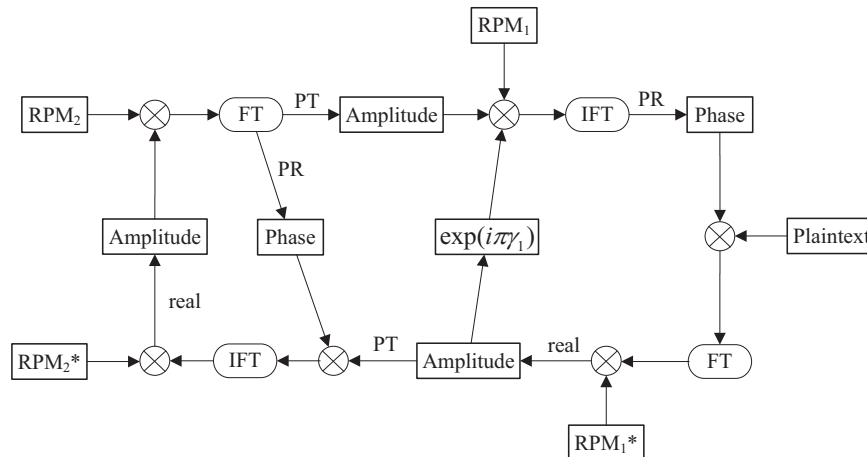 RPM₁
RPM₂
FT
PT
Amplitude
IFT
PR
Phase
PR
Amplitude
Phase
exp(iπγ₁)
Plaintext
real
RPM₂*
IFT
PT
Amplitude
real
FT
RPM₁*